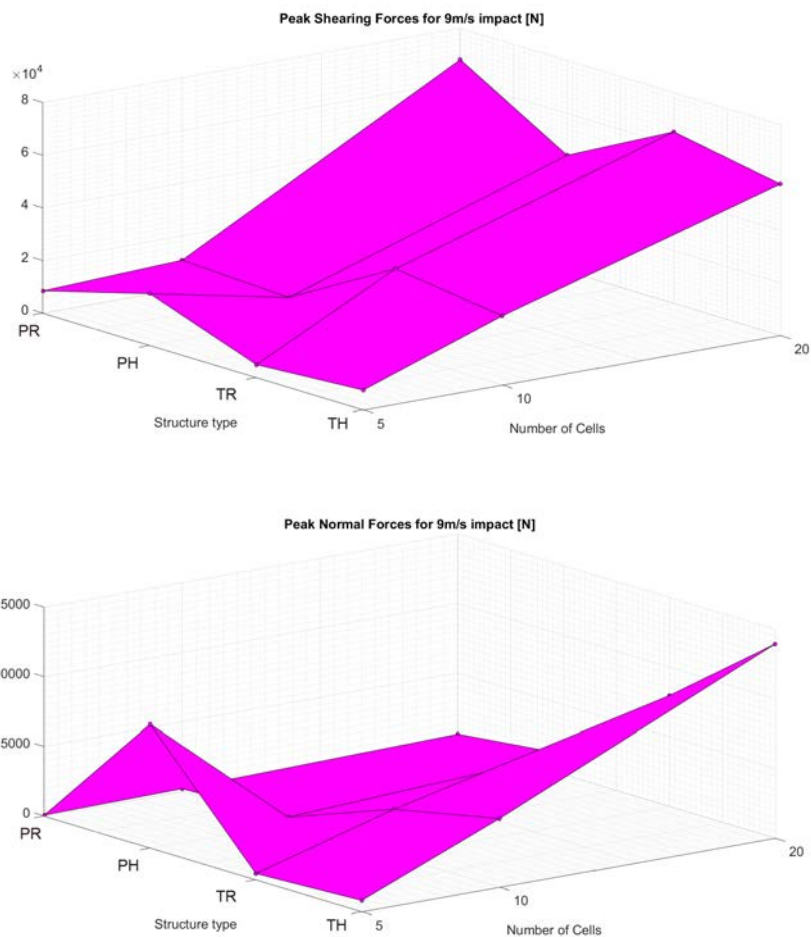 Peak Shearing Forces for 9m/s impact [N]
×10⁴
8
6
4
2
0
PR
PH
TR
TH
5
10
20
Structure type
Number of Cells
Peak Normal Forces for 9m/s impact [N]
5000
0000
5000
0
PR
PH
TR
TH
5
10
20
Structure type
Number of Cells